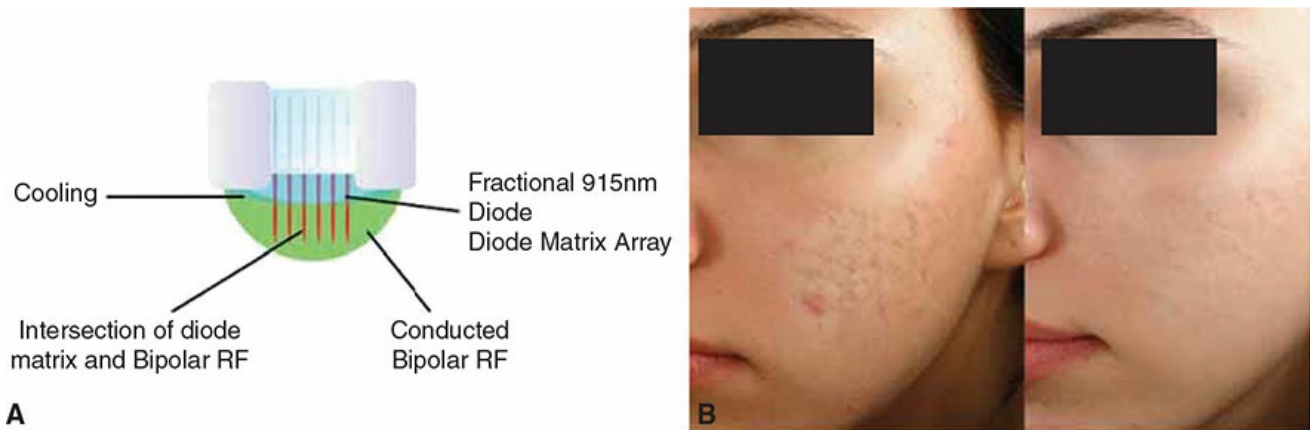 Cooling
Fractional 915nm
Diode
Diode Matrix Array
Intersection of diode
matrix and Bipolar RF
Conducted
Bipolar RF
A
B